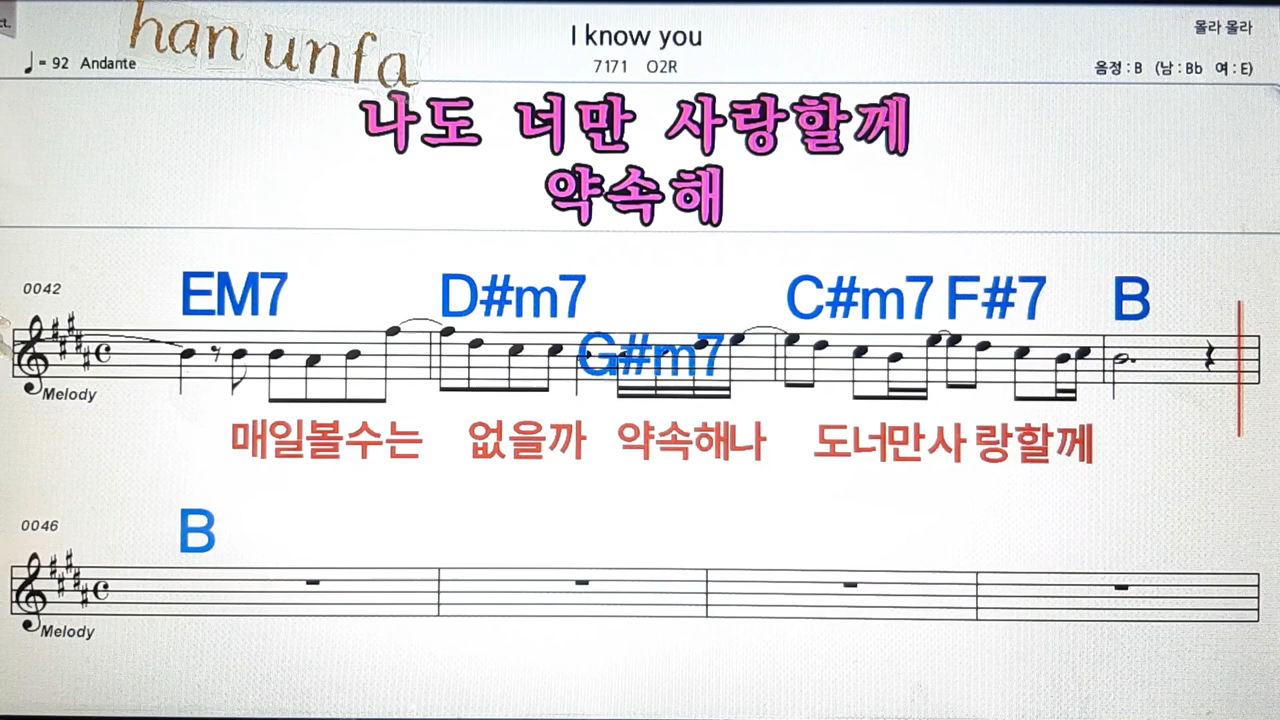 ct.
han unfa
I know you
몰라 몰라
♩= 92 Andante
7171 O2R
음정 : B (남 : Bb 여 : E)
나도 너만 사랑할께
약속해
0042
EM7 D#m7 G#m7 C#m7 F#7 B
Melody
매일볼수는 없을까 약속해나 도너만사 랑할께
0046
B
Melody